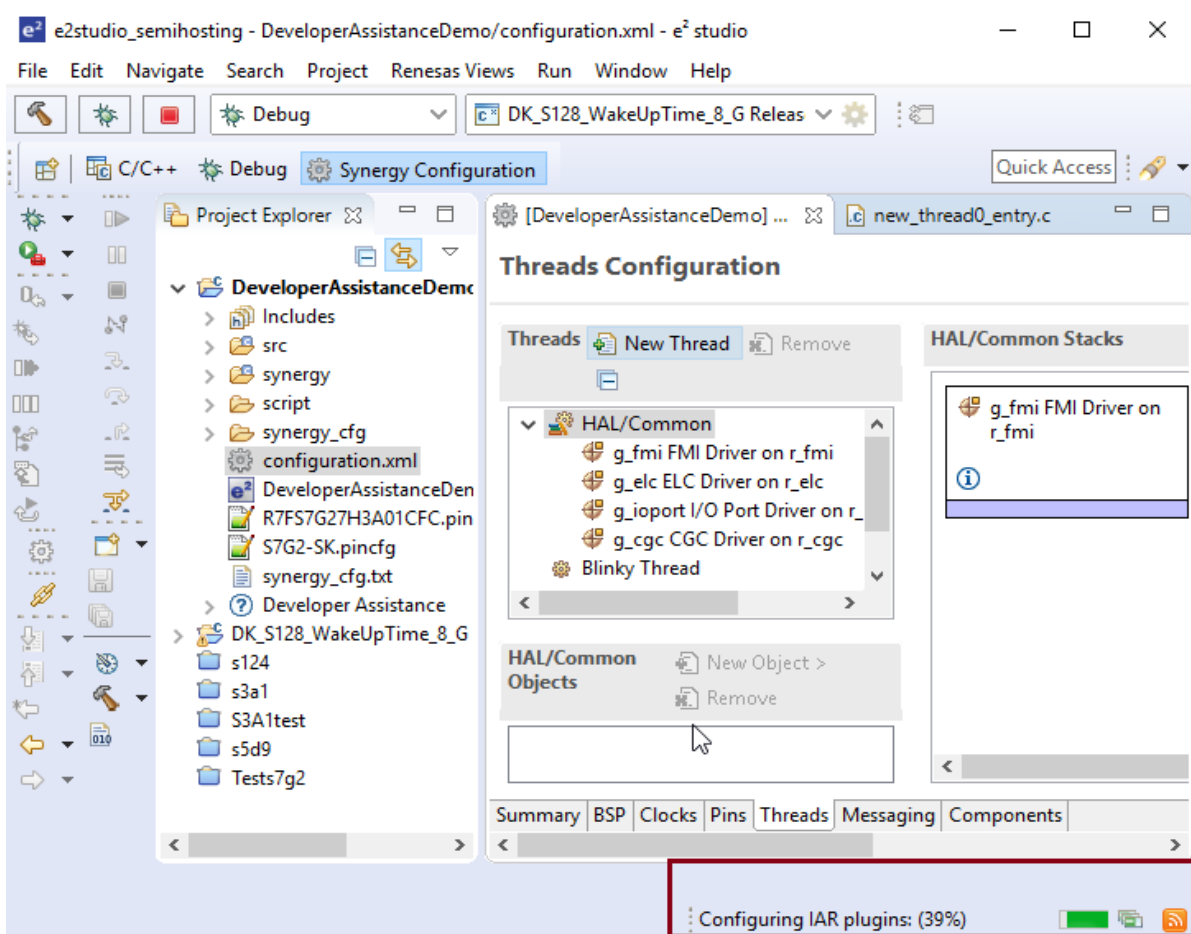 e2studio_semihosting - DeveloperAssistanceDemo/configuration.xml - e² studio
File Edit Navigate Search Project Renesas Views Run Window Help
Debug
DK_S128_WakeUpTime_8_G Releas
C/C++ Debug Synergy Configuration
Quick Access
Project Explorer
[DeveloperAssistanceDemo] ...
new_thread0_entry.c
DeveloperAssistanceDemo
Includes
src
synergy
script
synergy_cfg
configuration.xml
DeveloperAssistanceDen
R7FS7G27H3A01CFC.pin
S7G2-SK.pincfg
synergy_cfg.txt
Developer Assistance
DK_S128_WakeUpTime_8_G
s124
s3a1
S3A1test
s5d9
Tests7g2
Threads Configuration
Threads
New Thread
Remove
HAL/Common
g_fmi FMI Driver on r_fmi
g_elc ELC Driver on r_elc
g_ioport I/O Port Driver on r_
g_cgc CGC Driver on r_cgc
Blinky Thread
HAL/Common
Objects
New Object >
Remove
HAL/Common Stacks
g_fmi FMI Driver on
r_fmi
Summary BSP Clocks Pins Threads Messaging Components
Configuring IAR plugins: (39%)